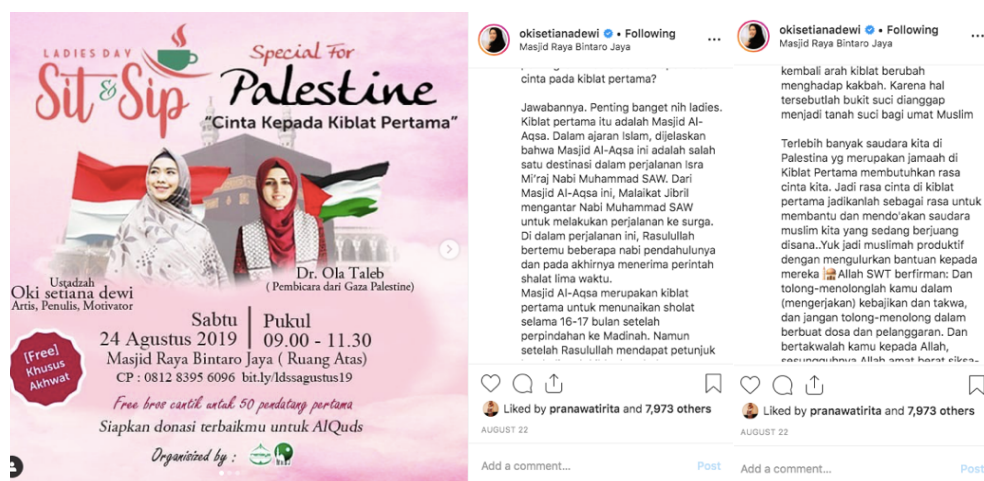 LADIES DAY
Sit & Sip
Special For
Palestine
"Cinta Kepada Kiblat Pertama"
Ustadzah
Oki setiana dewi
Artis, Penulis, Motivator
Dr. Ola Taleb
( Pembicara dari Gaza Palestine)
Sabtu
24 Agustus 2019
Pukul
09.00 - 11.30
Masjid Raya Bintaro Jaya ( Ruang Atas)
CP : 0812 8395 6096 bit.ly/ldssagustus19
[Free]
Khusus
Akhwat
Free bros cantik untuk 50 pendatang pertama
Siapkan donasi terbaikmu untuk AlQuds
Organisized by :
okisetianadewi • Following
Masjid Raya Bintaro Jaya
cinta pada kiblat pertama?
Jawabannya. Penting banget nih ladies.
Kiblat pertama itu adalah Masjid Al-
Aqsa. Dalam ajaran Islam, dijelaskan
bahwa Masjid Al-Aqsa ini adalah salah
satu destinasi dalam perjalanan Isra
Mi'raj Nabi Muhammad SAW. Dari
Masjid Al-Aqsa ini, Malaikat Jibril
mengantar Nabi Muhammad SAW
untuk melakukan perjalanan ke surga.
Di dalam perjalanan ini, Rasulullah
bertemu beberapa nabi pendahulunya
dan pada akhirnya menerima perintah
shalat lima waktu.
Masjid Al-Aqsa merupakan kiblat
pertama untuk menunaikan sholat
selama 16-17 bulan setelah
perpindahan ke Madinah. Namun
setelah Rasulullah mendapat petunjuk
Liked by pranawatirita and 7,973 others
AUGUST 22
Add a comment... Post
okisetianadewi • Following
Masjid Raya Bintaro Jaya
kembali arah kiblat berubah
menghadap kakbah. Karena hal
tersebutlah bukit suci dianggap
menjadi tanah suci bagi umat Muslim
Terlebih banyak saudara kita di
Palestina yg merupakan jamaah di
Kiblat Pertama membutuhkan rasa
cinta kita. Jadi rasa cinta di kiblat
pertama jadikanlah sebagai rasa untuk
membantu dan mendo'akan saudara
muslim kita yang sedang berjuang
disana..Yuk jadi muslimah produktif
dengan mengulurkan bantuan kepada
mereka Allah SWT berfirman: Dan
tolong-menolonglah kamu dalam
(mengerjakan) kebajikan dan takwa,
dan jangan tolong-menolong dalam
berbuat dosa dan pelanggaran. Dan
bertakwalah kamu kepada Allah,
sesungguhnya Allah amat berat siksa-
Liked by pranawatirita and 7,973 others
AUGUST 22
Add a comment... Post